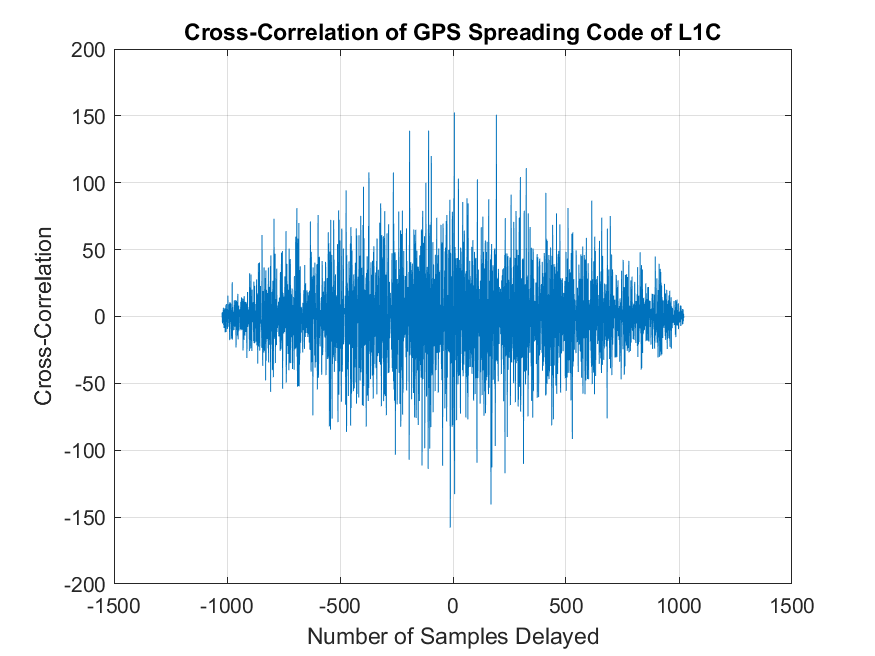 Cross-Correlation of GPS Spreading Code of L1C
200
150
100
50
0
-50
-100
-150
-200
Cross-Correlation
-1500 -1000 -500 0 500 1000 1500
Number of Samples Delayed